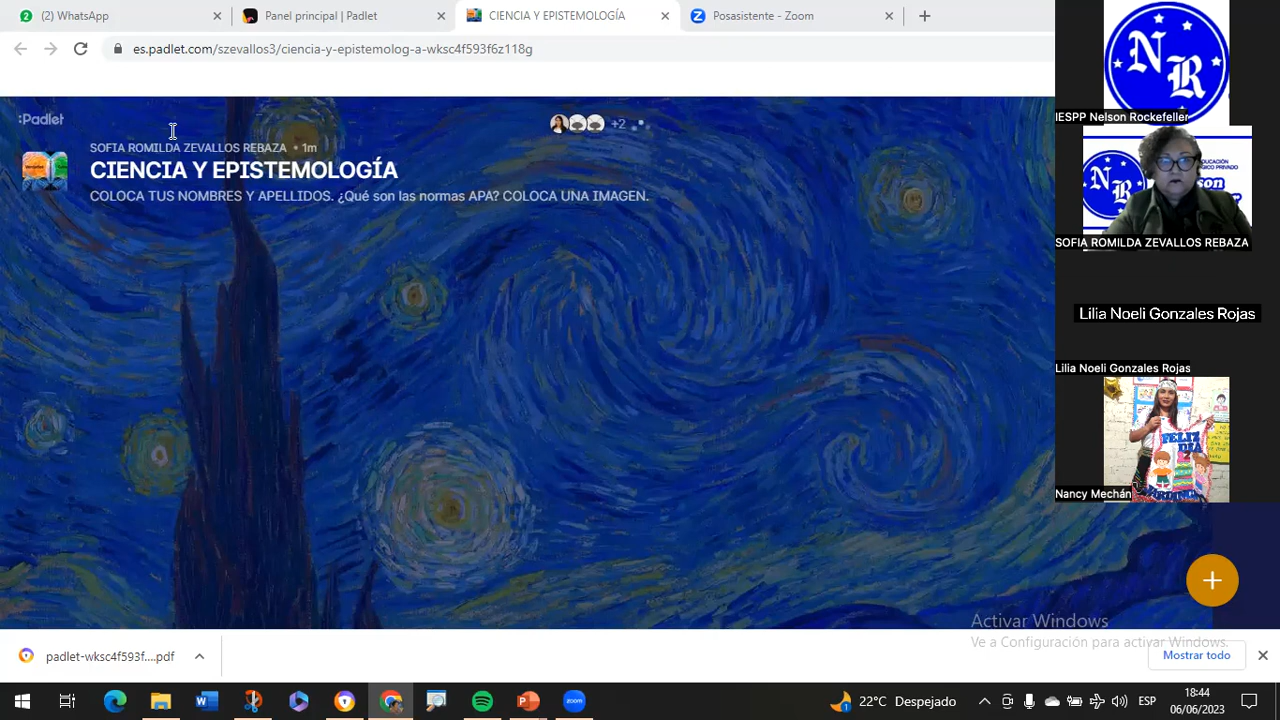 (2) WhatsApp
Panel principal | Padlet
CIENCIA Y EPISTEMOLOGÍA
Posasistente - Zoom
es.padlet.com/szevallos3/ciencia-y-epistemolog-a-wksc4f593f6z118g
:Padlet
+2
SOFIA ROMILDA ZEVALLOS REBAZA • 1m
CIENCIA Y EPISTEMOLOGÍA
COLOCA TUS NOMBRES Y APELLIDOS. ¿Qué son las normas APA? COLOCA UNA IMAGEN.
NR
IESPP Nelson Rockefeller
SOFIA ROMILDA ZEVALLOS REBAZA
Lilia Noeli Gonzales Rojas
Lilia Noeli Gonzales Rojas
FELIZ
DIA
Nancy Mechán
Activar Windows
Ve a Configuración para activar Windows.
padlet-wksc4f593f....pdf
Mostrar todo
22°C Despejado
ESP
18:44
06/06/2023